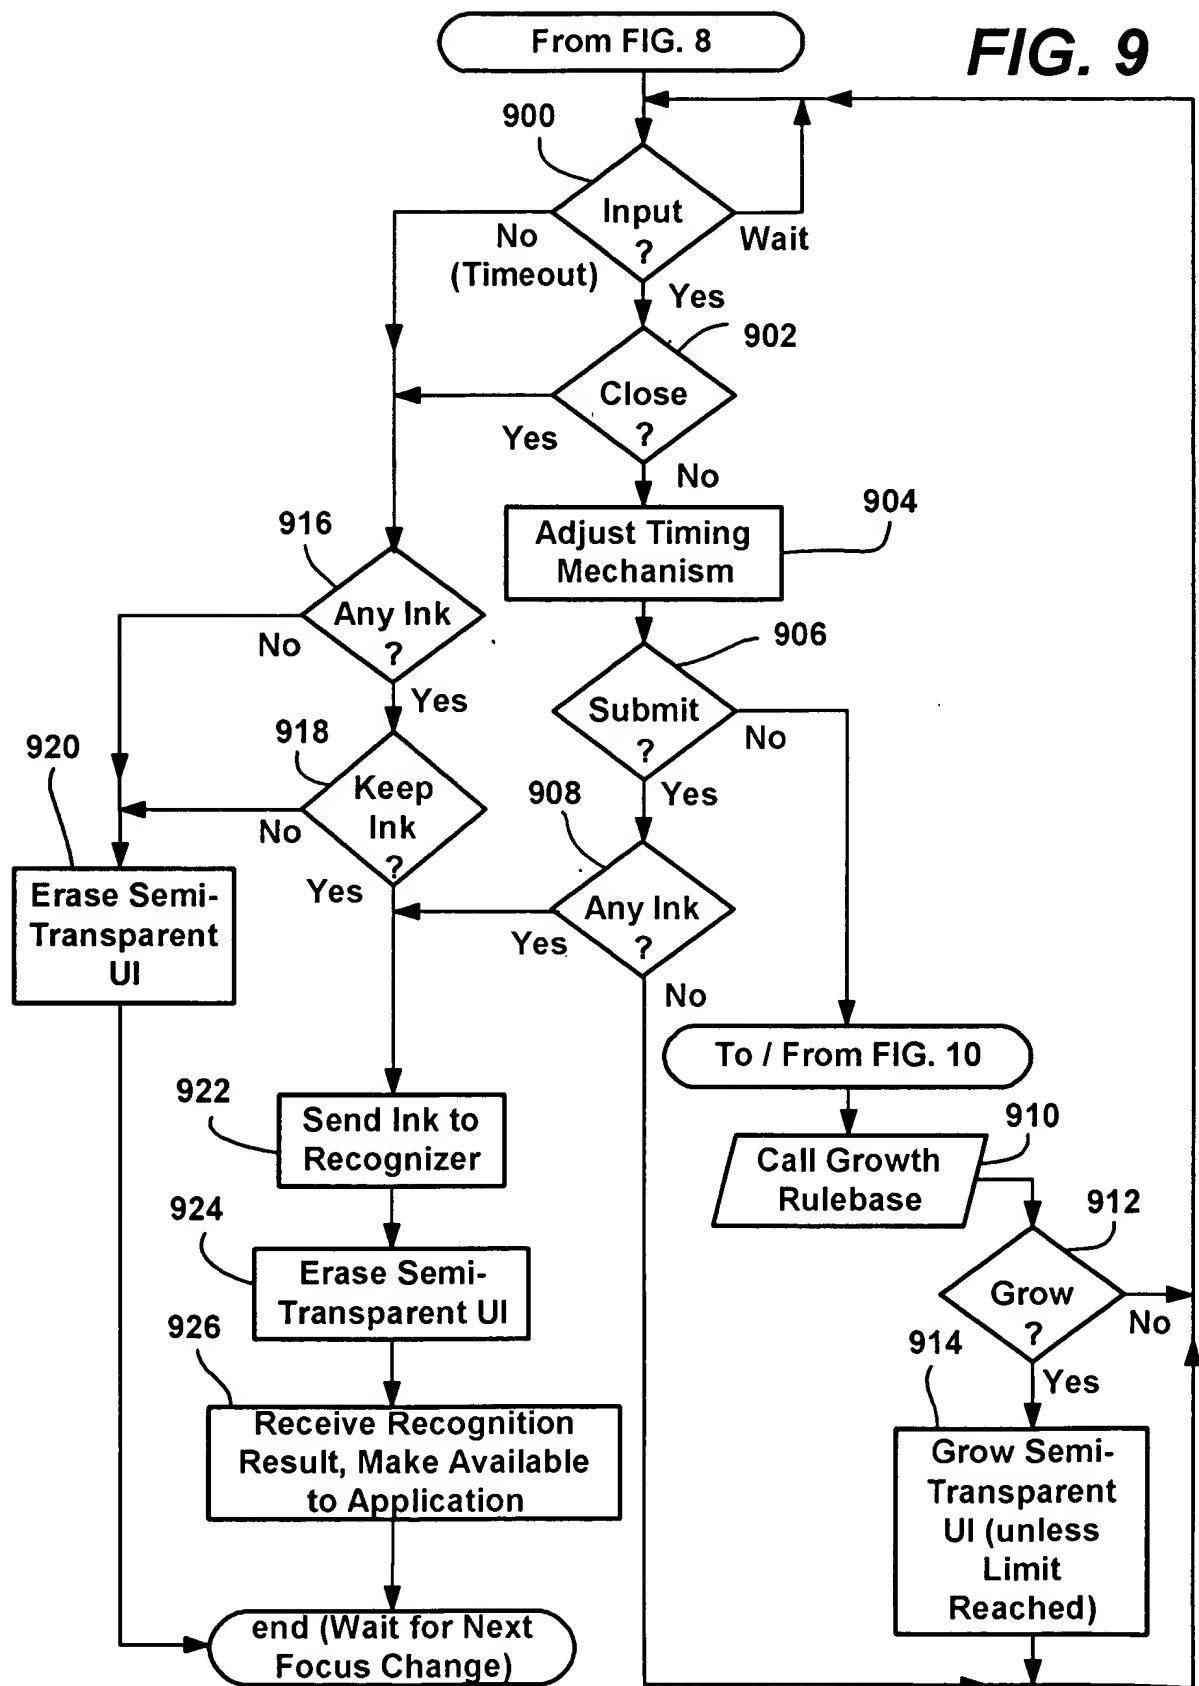 From FIG. 8
FIG. 9
900
Input
?
No
(Timeout)
Wait
Yes
902
Close
?
Yes
No
904
Adjust Timing
Mechanism
916
Any Ink
?
No
Yes
906
Submit
?
No
Yes
918
Keep
Ink
?
No
Yes
920
Erase Semi-
Transparent
UI
908
Any Ink
?
Yes
No
To / From FIG. 10
910
Call Growth
Rulebase
912
Grow
?
No
Yes
914
Grow Semi-
Transparent
UI (unless
Limit
Reached)
922
Send Ink to
Recognizer
924
Erase Semi-
Transparent UI
926
Receive Recognition
Result, Make Available
to Application
end (Wait for Next
Focus Change)